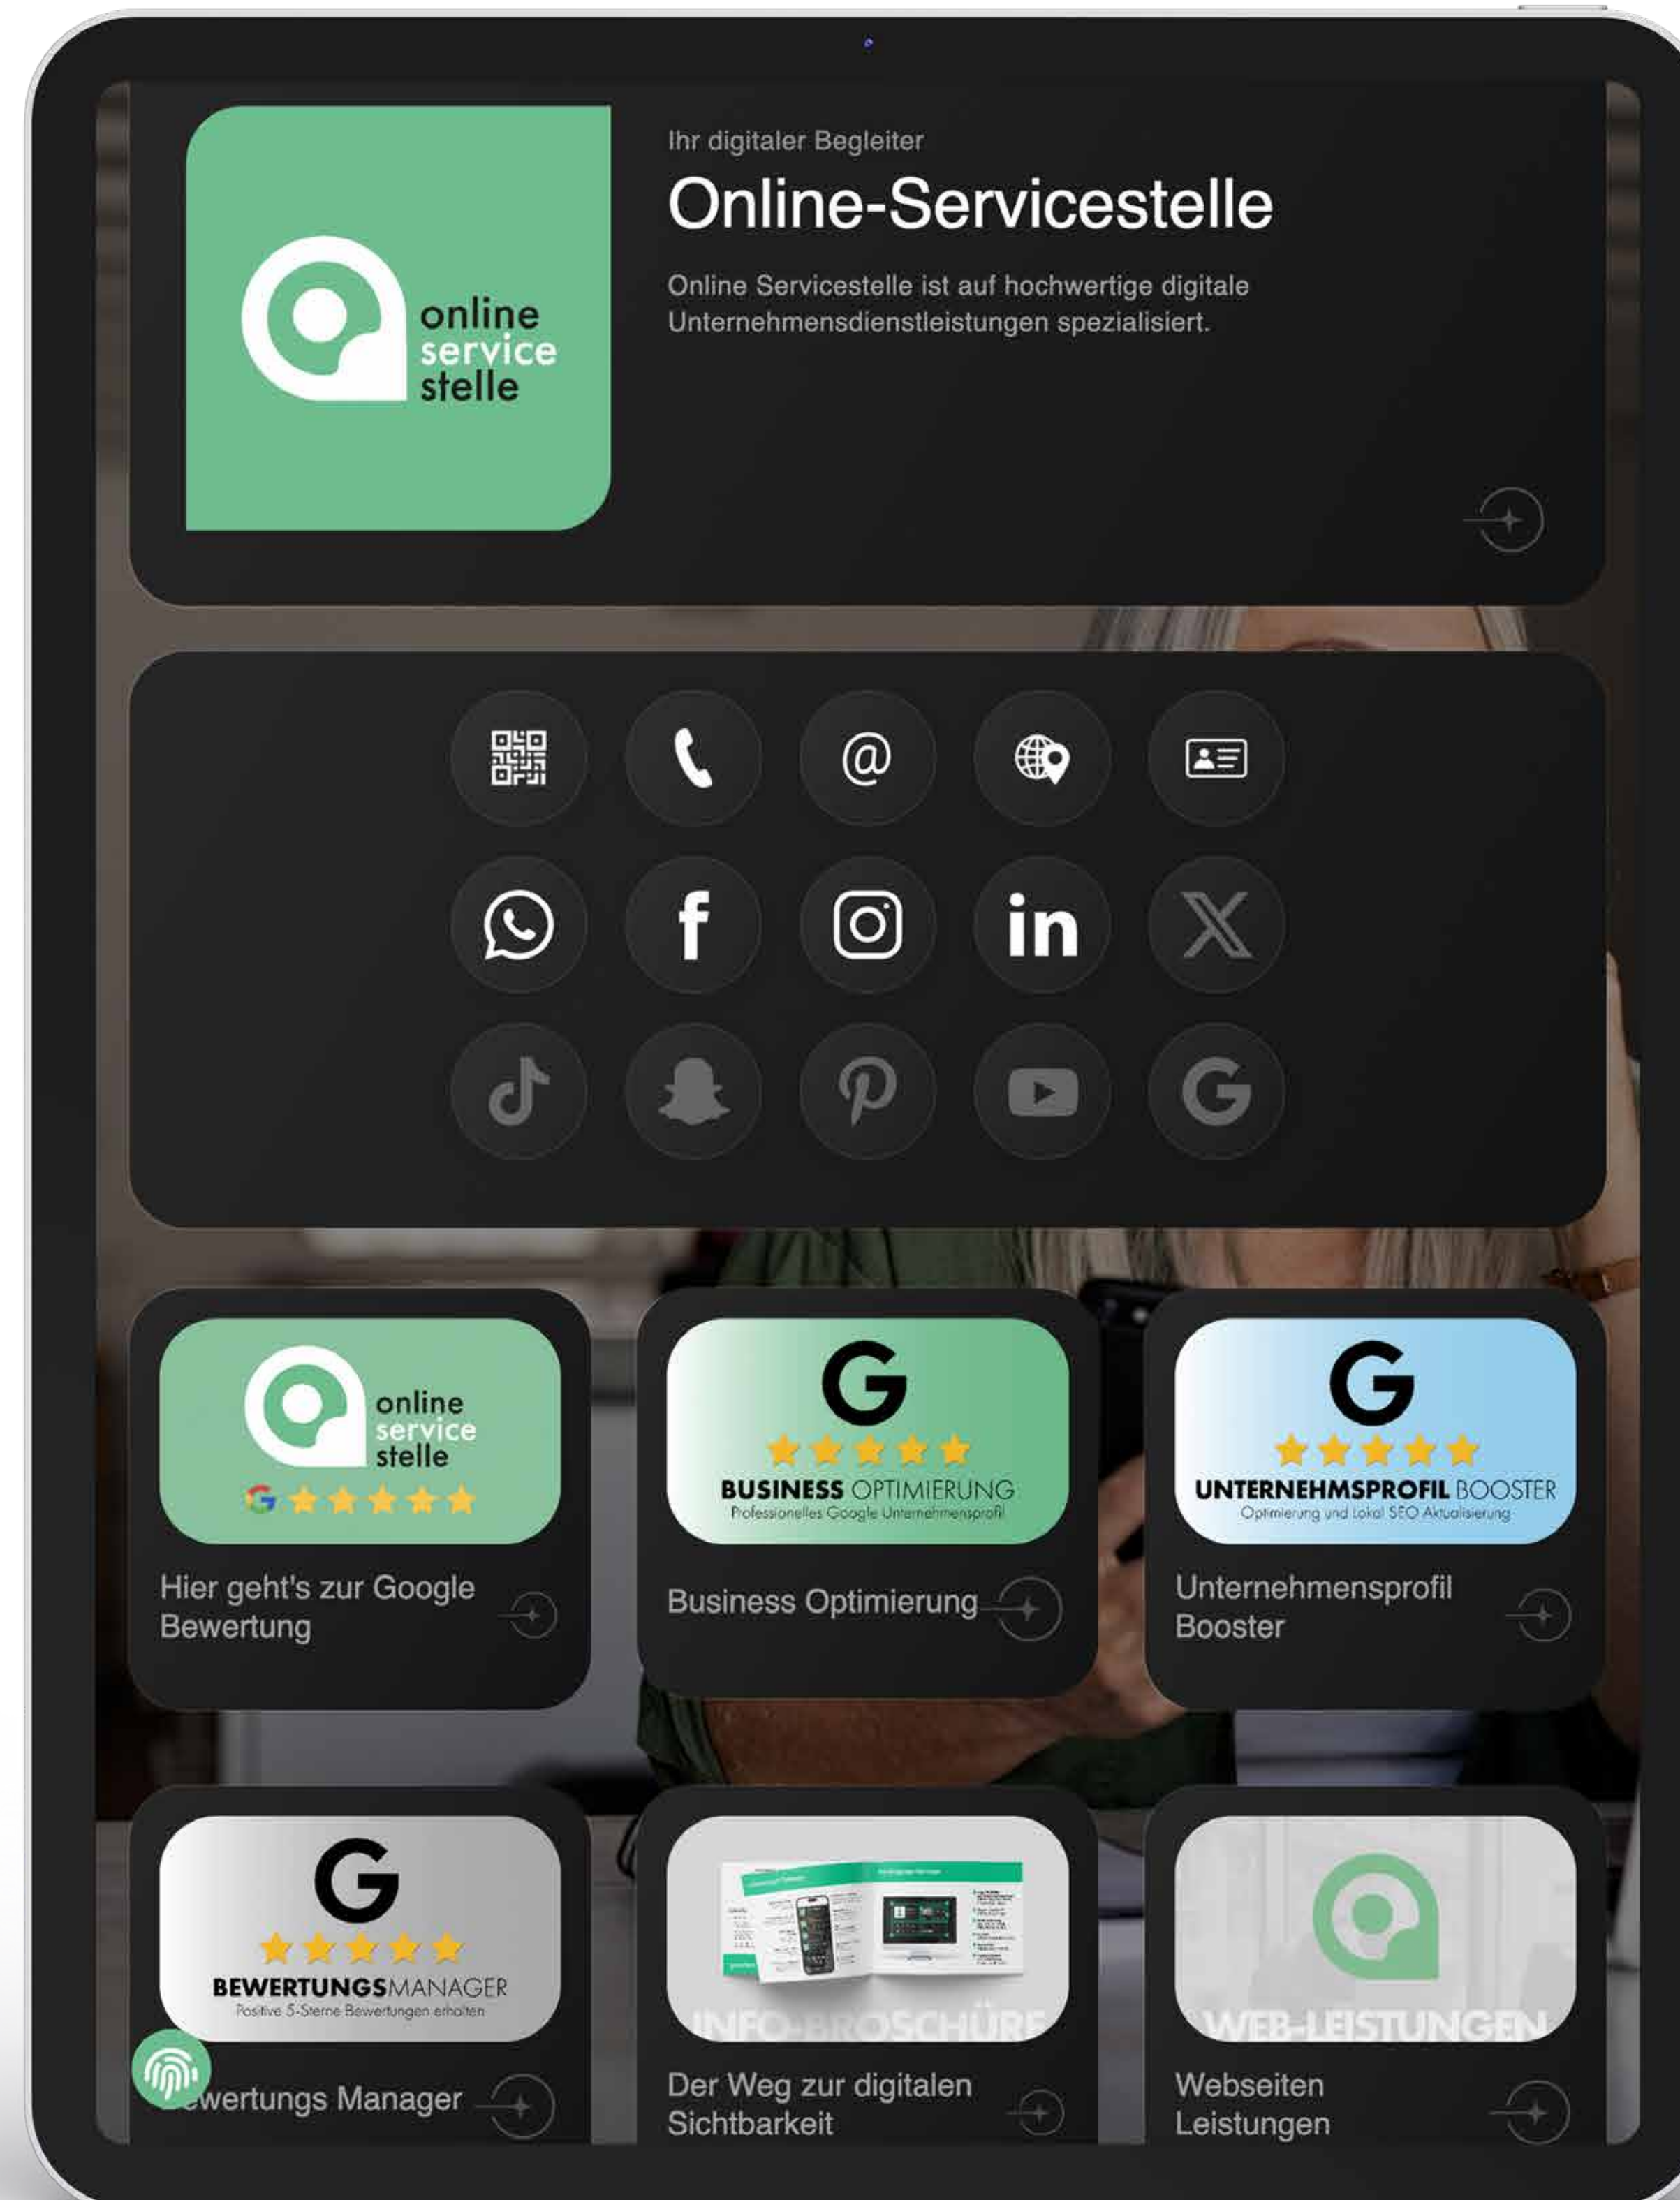 Ihr digitaler Begleiter
Online-Servicestelle
Online Servicestelle ist auf hochwertige digitale
Unternehmensdienstleistungen spezialisiert.
online
service
stelle
@
f
in
X
G
online
service
stelle
G
Hier geht's zur Google
Bewertung
G
BUSINESS OPTIMIERUNG
Professionelles Google Unternehmensprofil
Business Optimierung
G
UNTERNEHMSPROFIL BOOSTER
Optimierung und Lokal SEO Aktualisierung
Unternehmensprofil
Booster
G
BEWERTUNGSMANAGER
Positive 5-Sterne Bewertungen erhalten
wertungs Manager
INFO-BROSCHÜRE
Der Weg zur digitalen
Sichtbarkeit
WEB-LEISTUNGEN
Webseiten
Leistungen